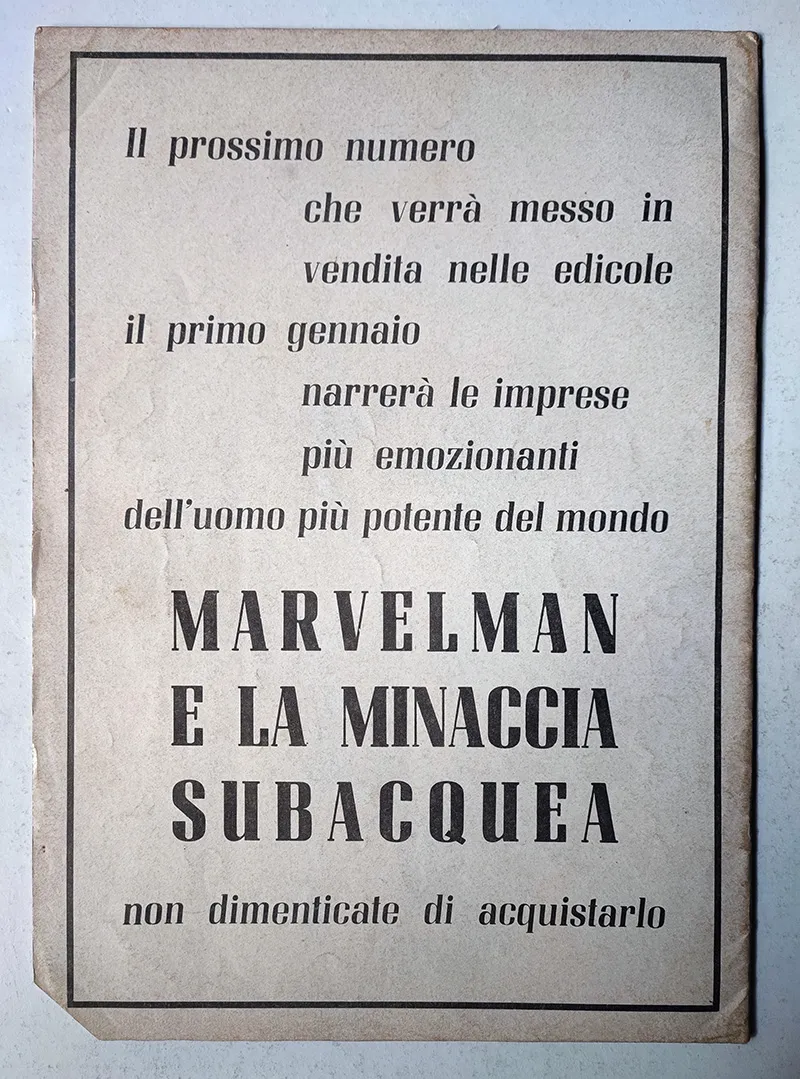 Il prossimo numero
che verrà messo in
vendita nelle edicole
il primo gennaio
narrerà le imprese
più emozionanti
dell'uomo più potente del mondo
MARVELMAN
E LA MINACCIA
SUBACQUEA
non dimenticate di acquistarlo